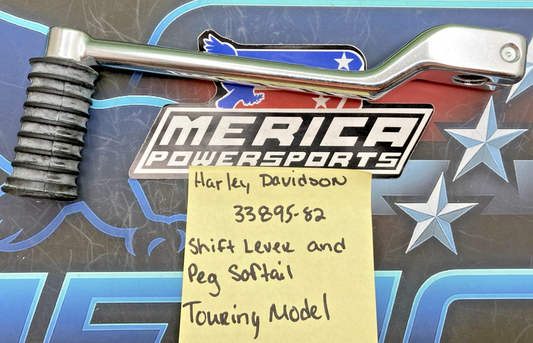 MERICA
POWERSPORTS
Harley Davidson
33895-82
Shift Lever and
Peg Softail
Touring Model